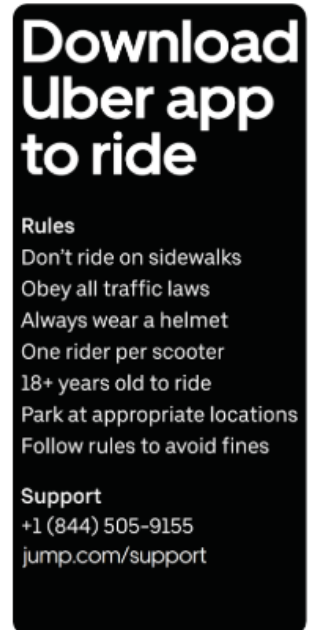 Download
Uber app
to ride
Rules
Don't ride on sidewalks
Obey all traffic laws
Always wear a helmet
One rider per scooter
18+ years old to ride
Park at appropriate locations
Follow rules to avoid fines
Support
+1 (844) 505-9155
jump.com/support